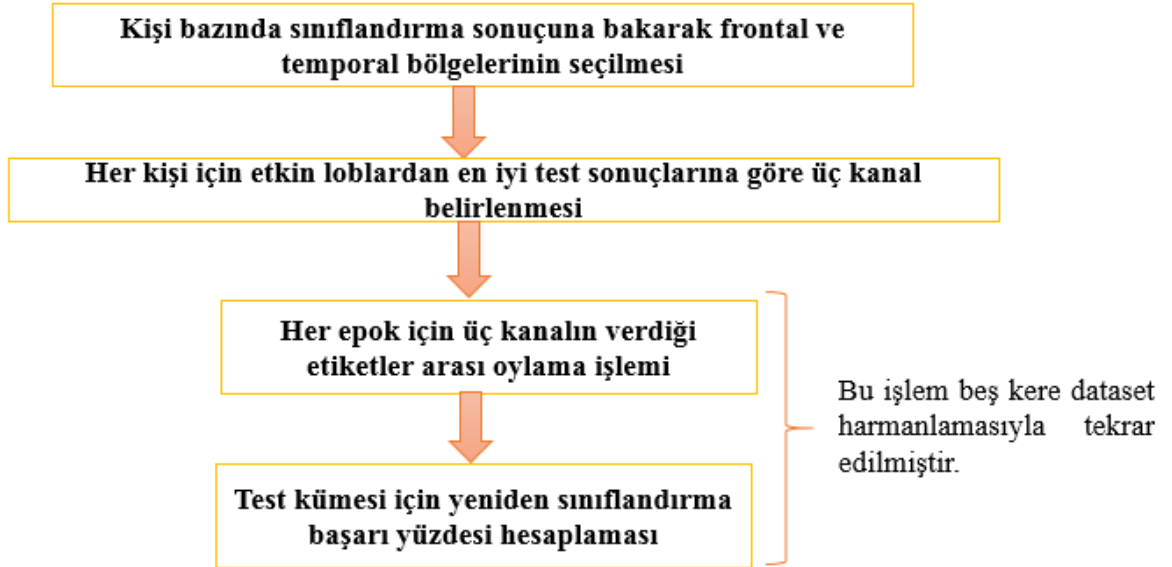 Kişi bazında sınıflandırma sonuçuna bakarak frontal ve
temporal bölgelerinin seçilmesi
Her kişi için etkin loblardan en iyi test sonuçlarına göre üç kanal
belirlenmesi
Her epok için üç kanalın verdiği
etiketler arası oylama işlemi
Bu işlem beş kere dataset
harmanlamasıyla tekrar
edilmiştir.
Test kümesi için yeniden sınıflandırma
başarı yüzdesi hesaplaması